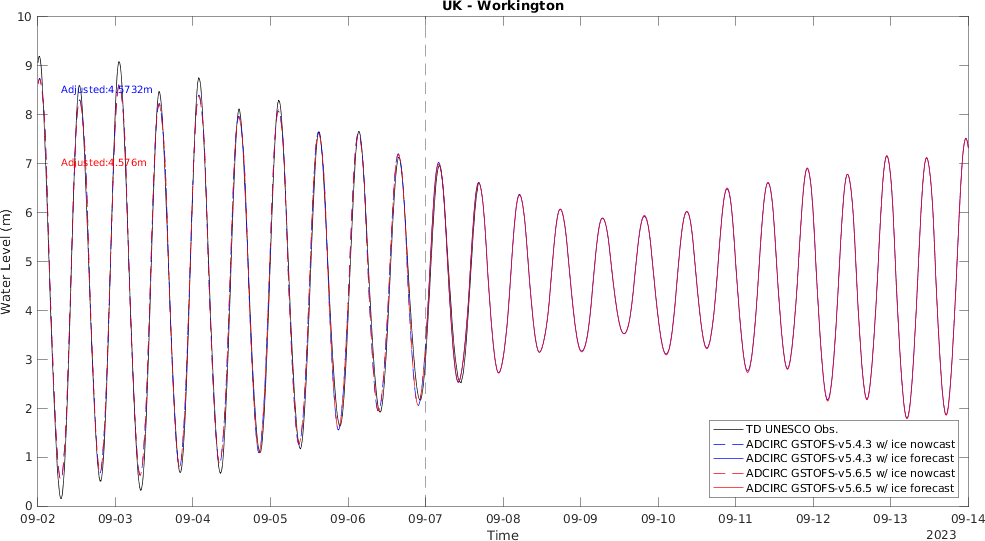 UK - Workington
10
9
8
7
6
5
4
3
2
1
0
Water Level (m)
Adjusted:4.5732m
Adjusted:4.576m
TD UNESCO Obs.
ADCIRC GSTOFS-v5.4.3 w/ ice nowcast
ADCIRC GSTOFS-v5.4.3 w/ ice forecast
ADCIRC GSTOFS-v5.6.5 w/ ice nowcast
ADCIRC GSTOFS-v5.6.5 w/ ice forecast
09-02 09-03 09-04 09-05 09-06 09-07 09-08 09-09 09-10 09-11 09-12 09-13 09-14
Time
2023